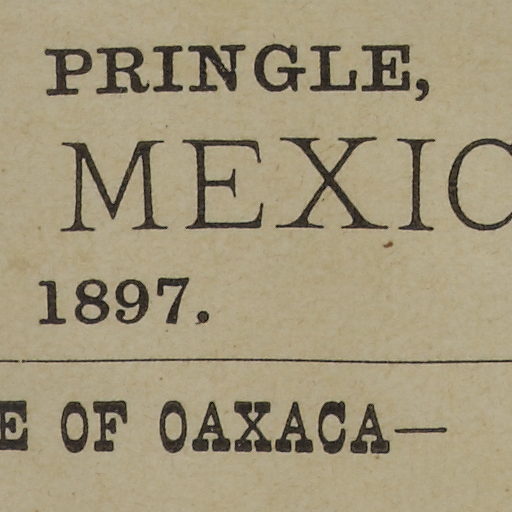 PRINGLE,
MEXIC
1897.
E OF OAXACA—